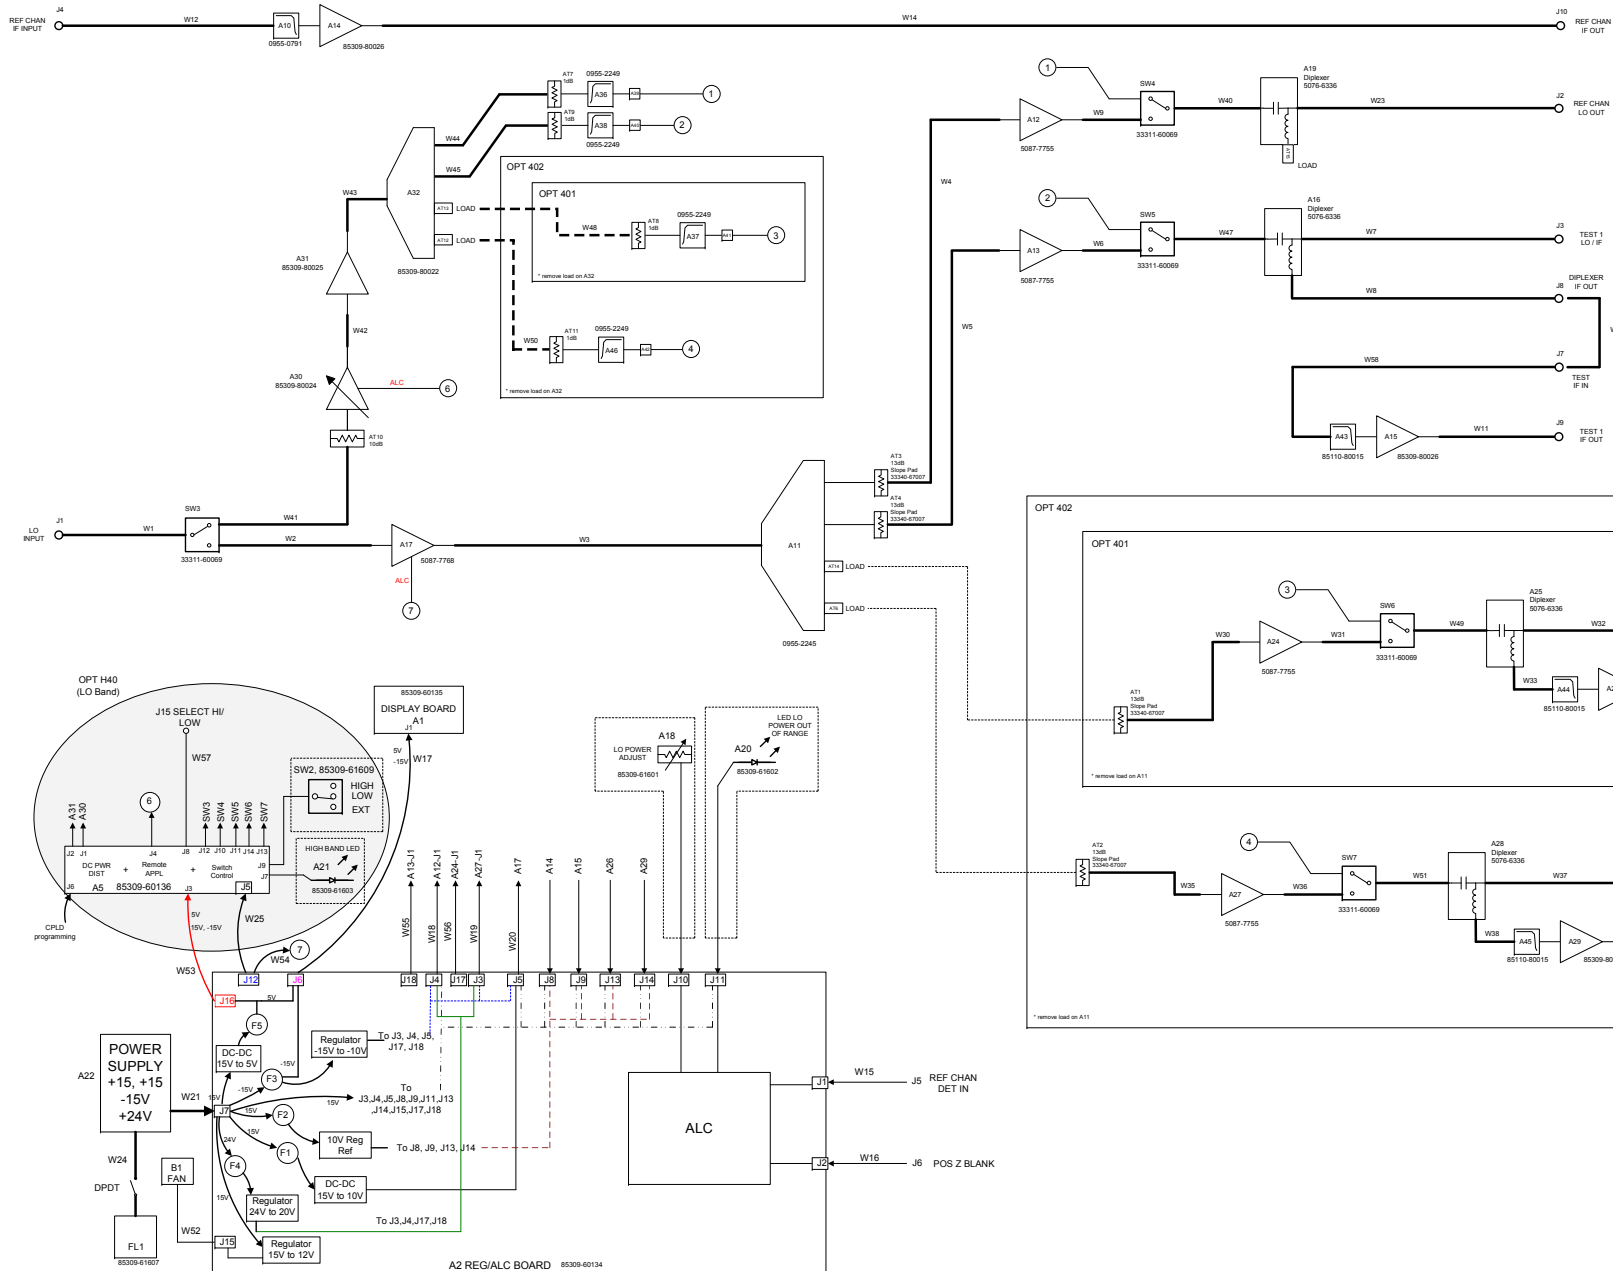 J4
REF CHAN
IF INPUT
W12
A10
0955-0791
A14
85309-80026
W14
J10
REF CHAN
IF OUT
AT7
1dB
0955-2249
A36
A39
1
AT9
1dB
A38
A40
2
0955-2249
W44
W45
W43
A32
AT13
LOAD
AT12
LOAD
85309-80022
OPT 402
OPT 401
W48
AT8
1dB
0955-2249
A37
A41
3
* remove load on A32
W50
AT11
1dB
0955-2249
A46
A42
4
* remove load on A32
A31
85309-80025
W42
A30
85309-80024
ALC
6
AT10
10dB
1
SW4
W9
A12
5087-7755
33311-60069
W40
A19
Diplexer
5076-6336
W23
J2
REF CHAN
LO OUT
AT15
LOAD
W4
2
SW5
W6
A13
5087-7755
33311-60069
W47
A16
Diplexer
5076-6336
W7
J3
TEST 1
LO / IF
W8
DIPLEXER
J8
IF OUT
W5
W58
J7
TEST
IF IN
A43
85110-80015
A15
85309-80026
W11
J9
TEST 1
IF OUT
AT3
13dB
Slope Pad
33340-67007
AT4
13dB
Slope Pad
33340-67007
J1
LO
INPUT
W1
SW3
33311-60069
W41
W2
A17
5087-7768
ALC
7
W3
A11
AT14
LOAD
AT6
LOAD
0955-2245
OPT 402
OPT 401
3
SW6
W30
A24
5087-7755
W31
33311-60069
W49
A25
Diplexer
5076-6336
W32
W33
A44
85110-80015
AT1
13dB
Slope Pad
33340-67007
* remove load on A11
4
SW7
AT2
13dB
Slope Pad
33340-67007
W35
A27
5087-7755
W36
33311-60069
W51
A28
Diplexer
5076-6336
W37
W38
A45
85110-80015
A29
85309-80
* remove load on A11
OPT H40
(LO Band)
J15 SELECT HI/
LOW
W57
SW2, 85309-61609
HIGH
LOW
EXT
A31
A30
6
SW3
SW4
SW5
SW6
SW7
J2
J1
J4
J8
J12
J10
J11
J14
J13
DC PWR
DIST
+
Remote
APPL
+
Switch
Control
J9
J7
J6
A5
85309-60136
J3
J5
HIGH BAND LED
A21
85309-61603
CPLD
programming
5V
15V, -15V
W25
W53
W54
7
85309-60135
DISPLAY BOARD
A1
J1
5V
-15V
W17
A18
LO POWER
ADJUST
85309-61601
LED LO
POWER OUT
OF RANGE
A20
85309-61602
A13-J1
A12-J1
A24-J1
A27-J1
A17
A14
A15
A26
A29
W55
W18
W56
W19
W20
J12
J6
J18
J4
J17
J3
J5
J8
J9
J13
J14
J10
J11
J16
5V
F5
DC-DC
15V to 5V
-15V
Regulator
-15V to -10V
To J3, J4, J5,
J17, J18
F3
-15V
To
J3,J4,J5,J8,J9,J11,J13
,J14,J15,J17,J18
15V
15V
J7
15V
F2
10V Reg
Ref
To J8, J9, J13, J14
15V
F1
24V
F4
DC-DC
15V to 10V
Regulator
24V to 20V
15V
To J3,J4,J17,J18
J15
Regulator
15V to 12V
POWER
SUPPLY
+15, +15
-15V
+24V
A22
W21
W24
DPDT
FL1
85309-61607
B1
FAN
W52
ALC
J1
W15
J5
REF CHAN
DET IN
J2
W16
J6
POS Z BLANK
A2 REG/ALC BOARD
85309-60134